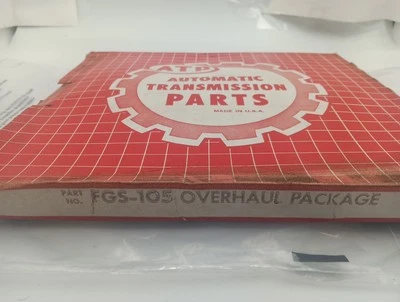 ATP
AUTOMATIC
TRANSMISSION
PARTS
MADE IN U.S.A.
PART
NO.
FGS-105 OVERHAUL PACKAGE